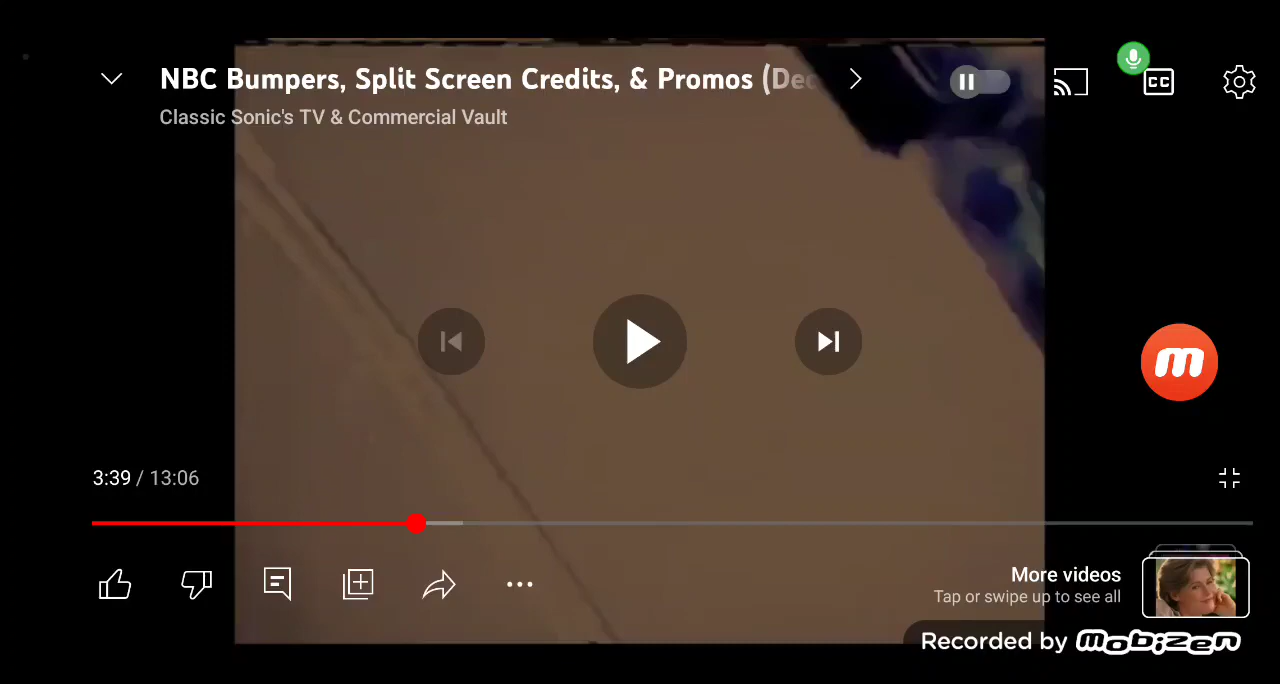 NBC Bumpers, Split Screen Credits, & Promos (Dec
Classic Sonic's TV & Commercial Vault
CC
m
3:39 / 13:06
More videos
Tap or swipe up to see all
Recorded by mobizen